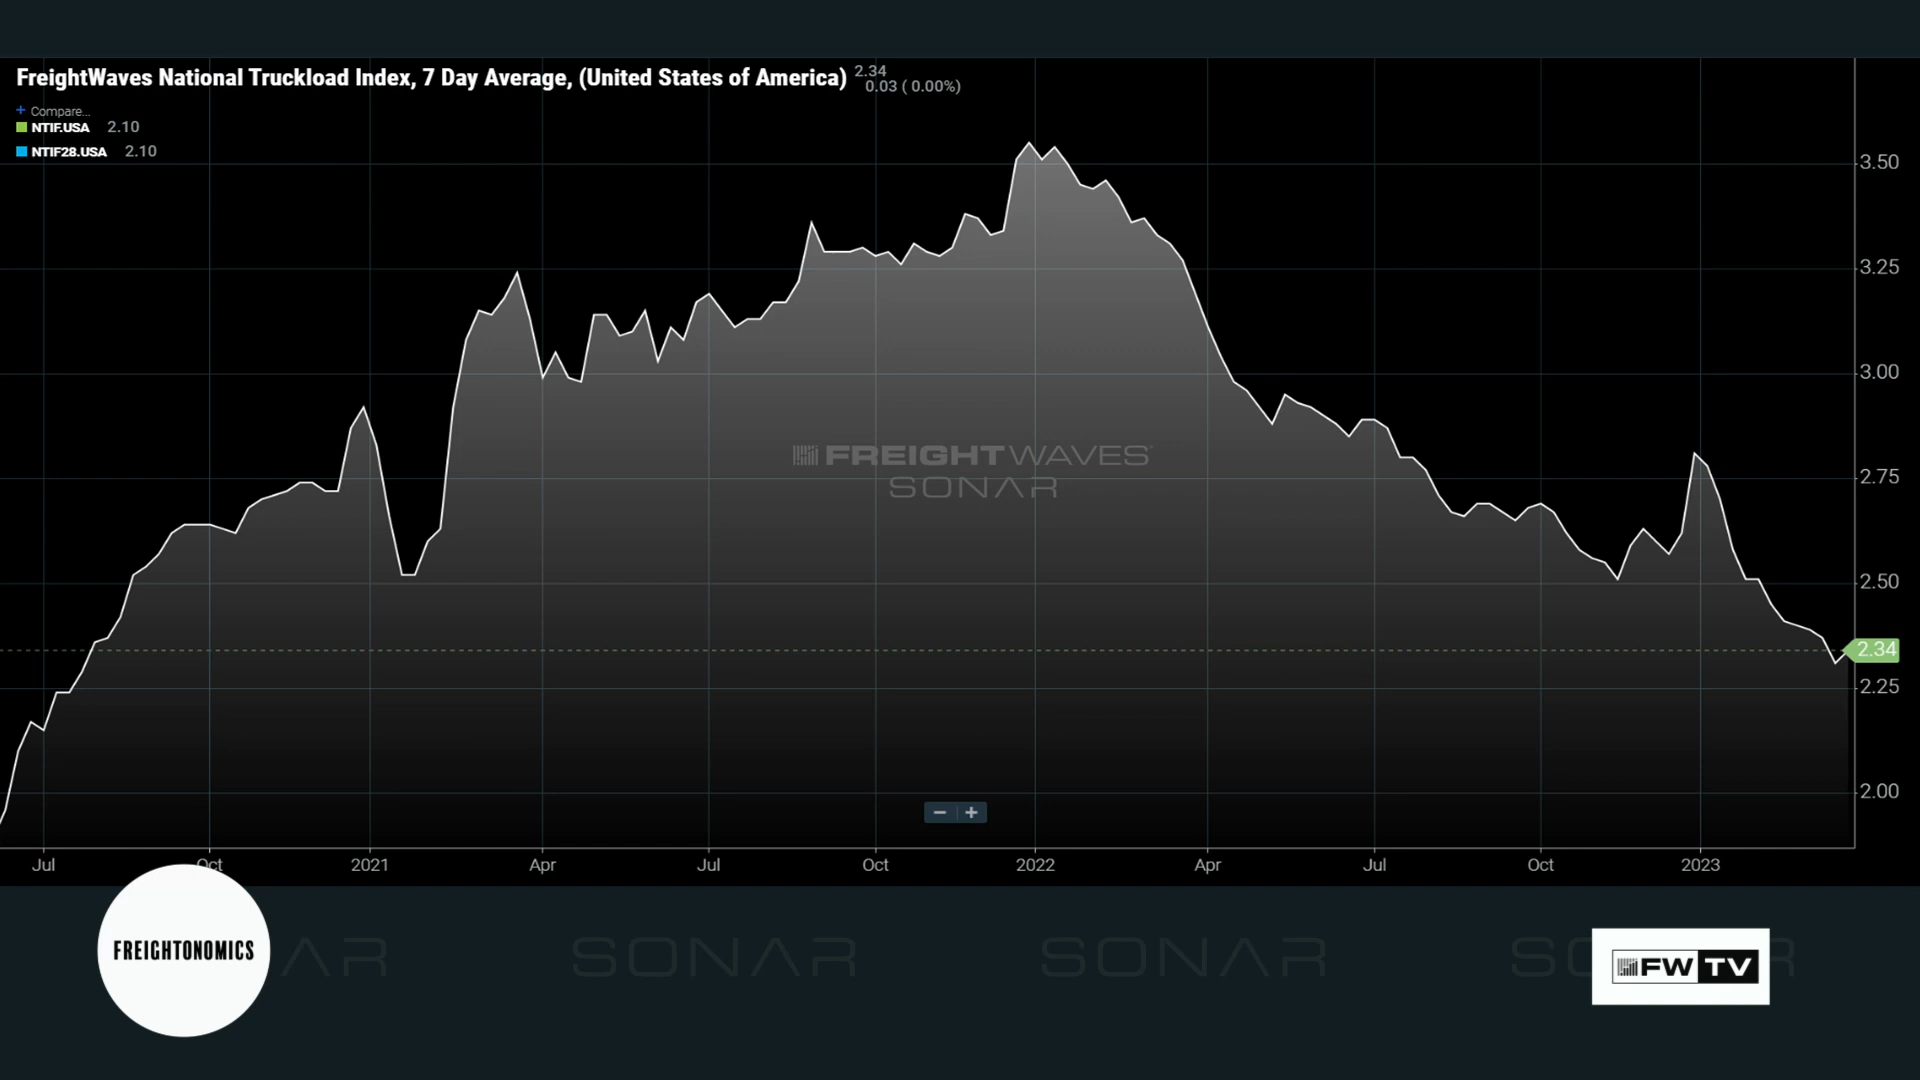 FreightWaves National Truckload Index, 7 Day Average, (United States of America) 2.34
0.03 ( 0.00%)
+ Compare...
NTIF.USA 2.10
NTIF28.USA 2.10
3.50
3.25
3.00
2.75
2.50
2.34
2.25
2.00
FREIGHTWAVES
SONAR
− +
Jul Oct 2021 Apr Jul Oct 2022 Apr Jul Oct 2023
FREIGHTONOMICS
SONAR SONAR
FWTV